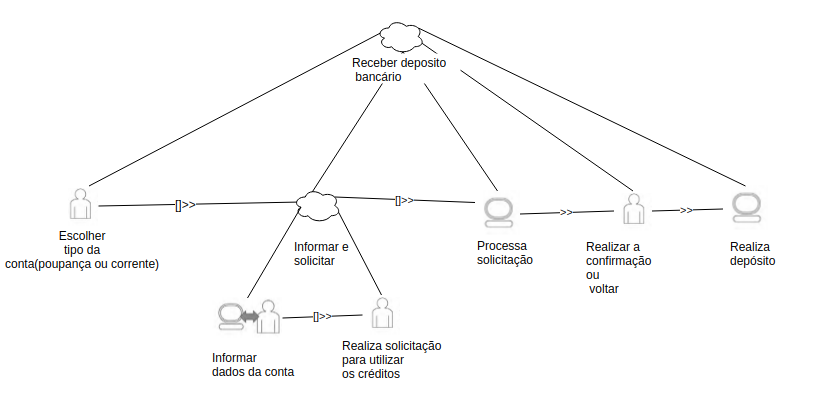 Receber deposito
bancário
[]>>
[]>>
>>
>>
Escolher
tipo da
conta(poupança ou corrente)
Informar e
solicitar
Processa
solicitação
Realizar a
confirmação
ou
voltar
Realiza
depósito
[]>>
Informar
dados da conta
Realiza solicitação
para utilizar
os créditos